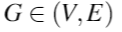 G ∈ (V, E)